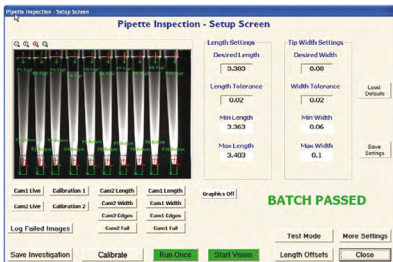 Pipette Inspection - Setup Screen
Pipette Inspection - Setup Screen
Length Settings
Tip Width Settings
Desired Length
Desired Width
3.383
0.08
Load Defaults
Length Tolerance
Width Tolerance
0.02
0.02
Min Length
Min Width
3.363
0.06
Save Settings
Max Length
Max Width
3.403
0.1
Cam1 Live
Calibration 1
Cam2 Length
Cam1 Length
Graphics Off
Cam2 Width
Cam1 Width
BATCH PASSED
Cam2 Live
Calibration 2
Cam2 Edges
Cam1 Edges
Log Failed Images
Cam2 Fail
Cam1 Fail
Test Mode
More Settings
Save Investigation
Calibrate
Run Once
Start Vision
Length Offsets
Close